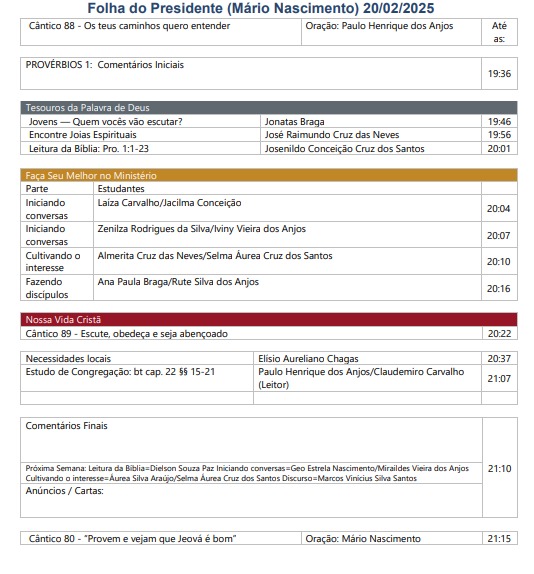 Folha do Presidente (Mário Nascimento) 20/02/2025
Cântico 88 - Os teus caminhos quero entender Oração: Paulo Henrique dos Anjos Até
as:
PROVÉRBIOS 1: Comentários Iniciais 19:36
Tesouros da Palavra de Deus
Jovens — Quem vocês vão escutar? Jonatas Braga 19:46
Encontre Joias Espirituais José Raimundo Cruz das Neves 19:56
Leitura da Bíblia: Pro. 1:1-23 Josenildo Conceição Cruz dos Santos 20:01
Faça Seu Melhor no Ministério
Parte Estudantes
Iniciando Laíza Carvalho/Jacilma Conceição 20:04
conversas
Iniciando Zenilza Rodrigues da Silva/Iviny Vieira dos Anjos 20:07
conversas
Cultivando o Almerita Cruz das Neves/Selma Áurea Cruz dos Santos 20:10
interesse
Fazendo Ana Paula Braga/Rute Silva dos Anjos 20:16
discípulos
Nossa Vida Cristã
Cântico 89 - Escute, obedeça e seja abençoado 20:22
Necessidades locais Elísio Aureliano Chagas 20:37
Estudo de Congregação: bt cap. 22 §§ 15-21 Paulo Henrique dos Anjos/Claudemiro Carvalho 21:07
(Leitor)
Comentários Finais
Próxima Semana: Leitura da Bíblia=Dielson Souza Paz Iniciando conversas=Geo Estrela Nascimento/Miraildes Vieira dos Anjos
Cultivando o interesse=Áurea Silva Araújo/Selma Áurea Cruz dos Santos Discurso=Marcos Vinicius Silva Santos
21:10
Anúncios / Cartas:
Cântico 80 - “Provem e vejam que Jeová é bom” Oração: Mário Nascimento 21:15